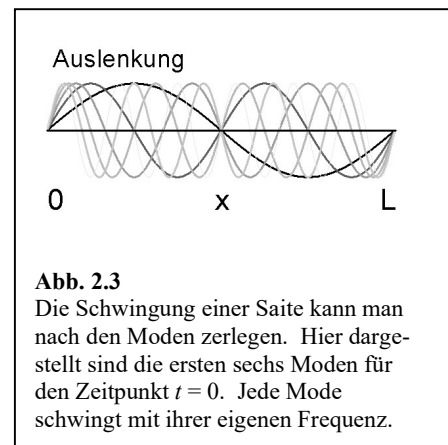 Auslenkung
0 x L
Abb. 2.3
Die Schwingung einer Saite kann man
nach den Moden zerlegen. Hier darge-
stellt sind die ersten sechs Moden für
den Zeitpunkt t = 0. Jede Mode
schwingt mit ihrer eigenen Frequenz.